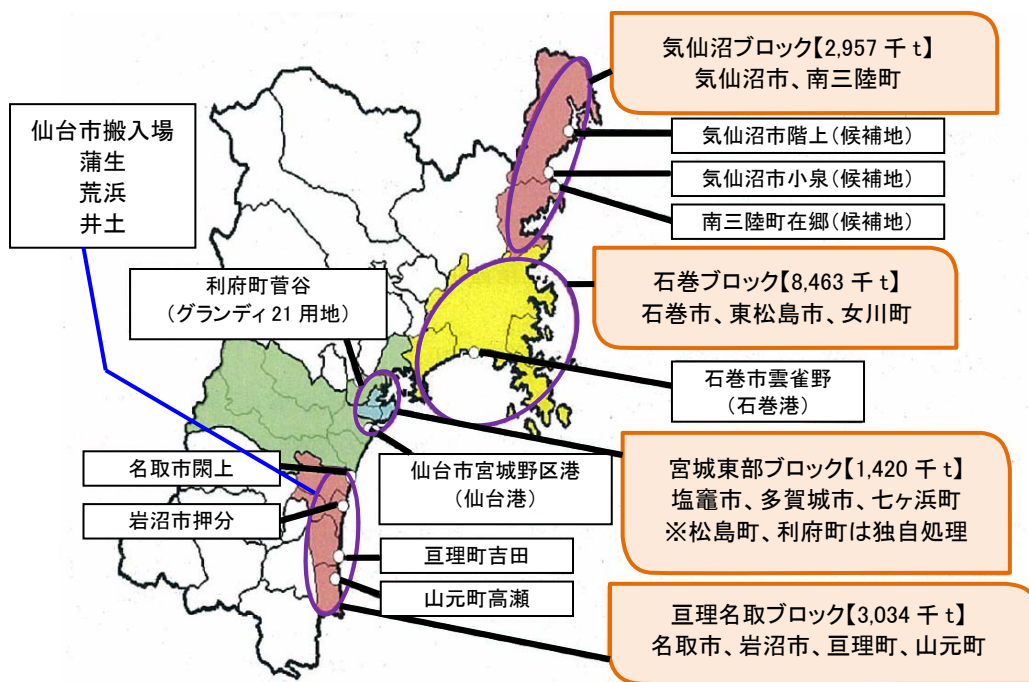 気仙沼ブロック【2,957 千 t】
気仙沼市、南三陸町
仙台市搬入場
蒲生
荒浜
井土
気仙沼市階上(候補地)
気仙沼市小泉(候補地)
南三陸町在郷(候補地)
利府町菅谷
(グランディ 21 用地)
石巻ブロック【8,463 千 t】
石巻市、東松島市、女川町
石巻市雲雀野
(石巻港)
名取市閖上
仙台市宮城野区港
(仙台港)
宮城東部ブロック【1,420 千 t】
塩竈市、多賀城市、七ヶ浜町
※松島町、利府町は独自処理
岩沼市押分
亘理町吉田
山元町高瀬
亘理名取ブロック【3,034 千 t】
名取市、岩沼市、亘理町、山元町